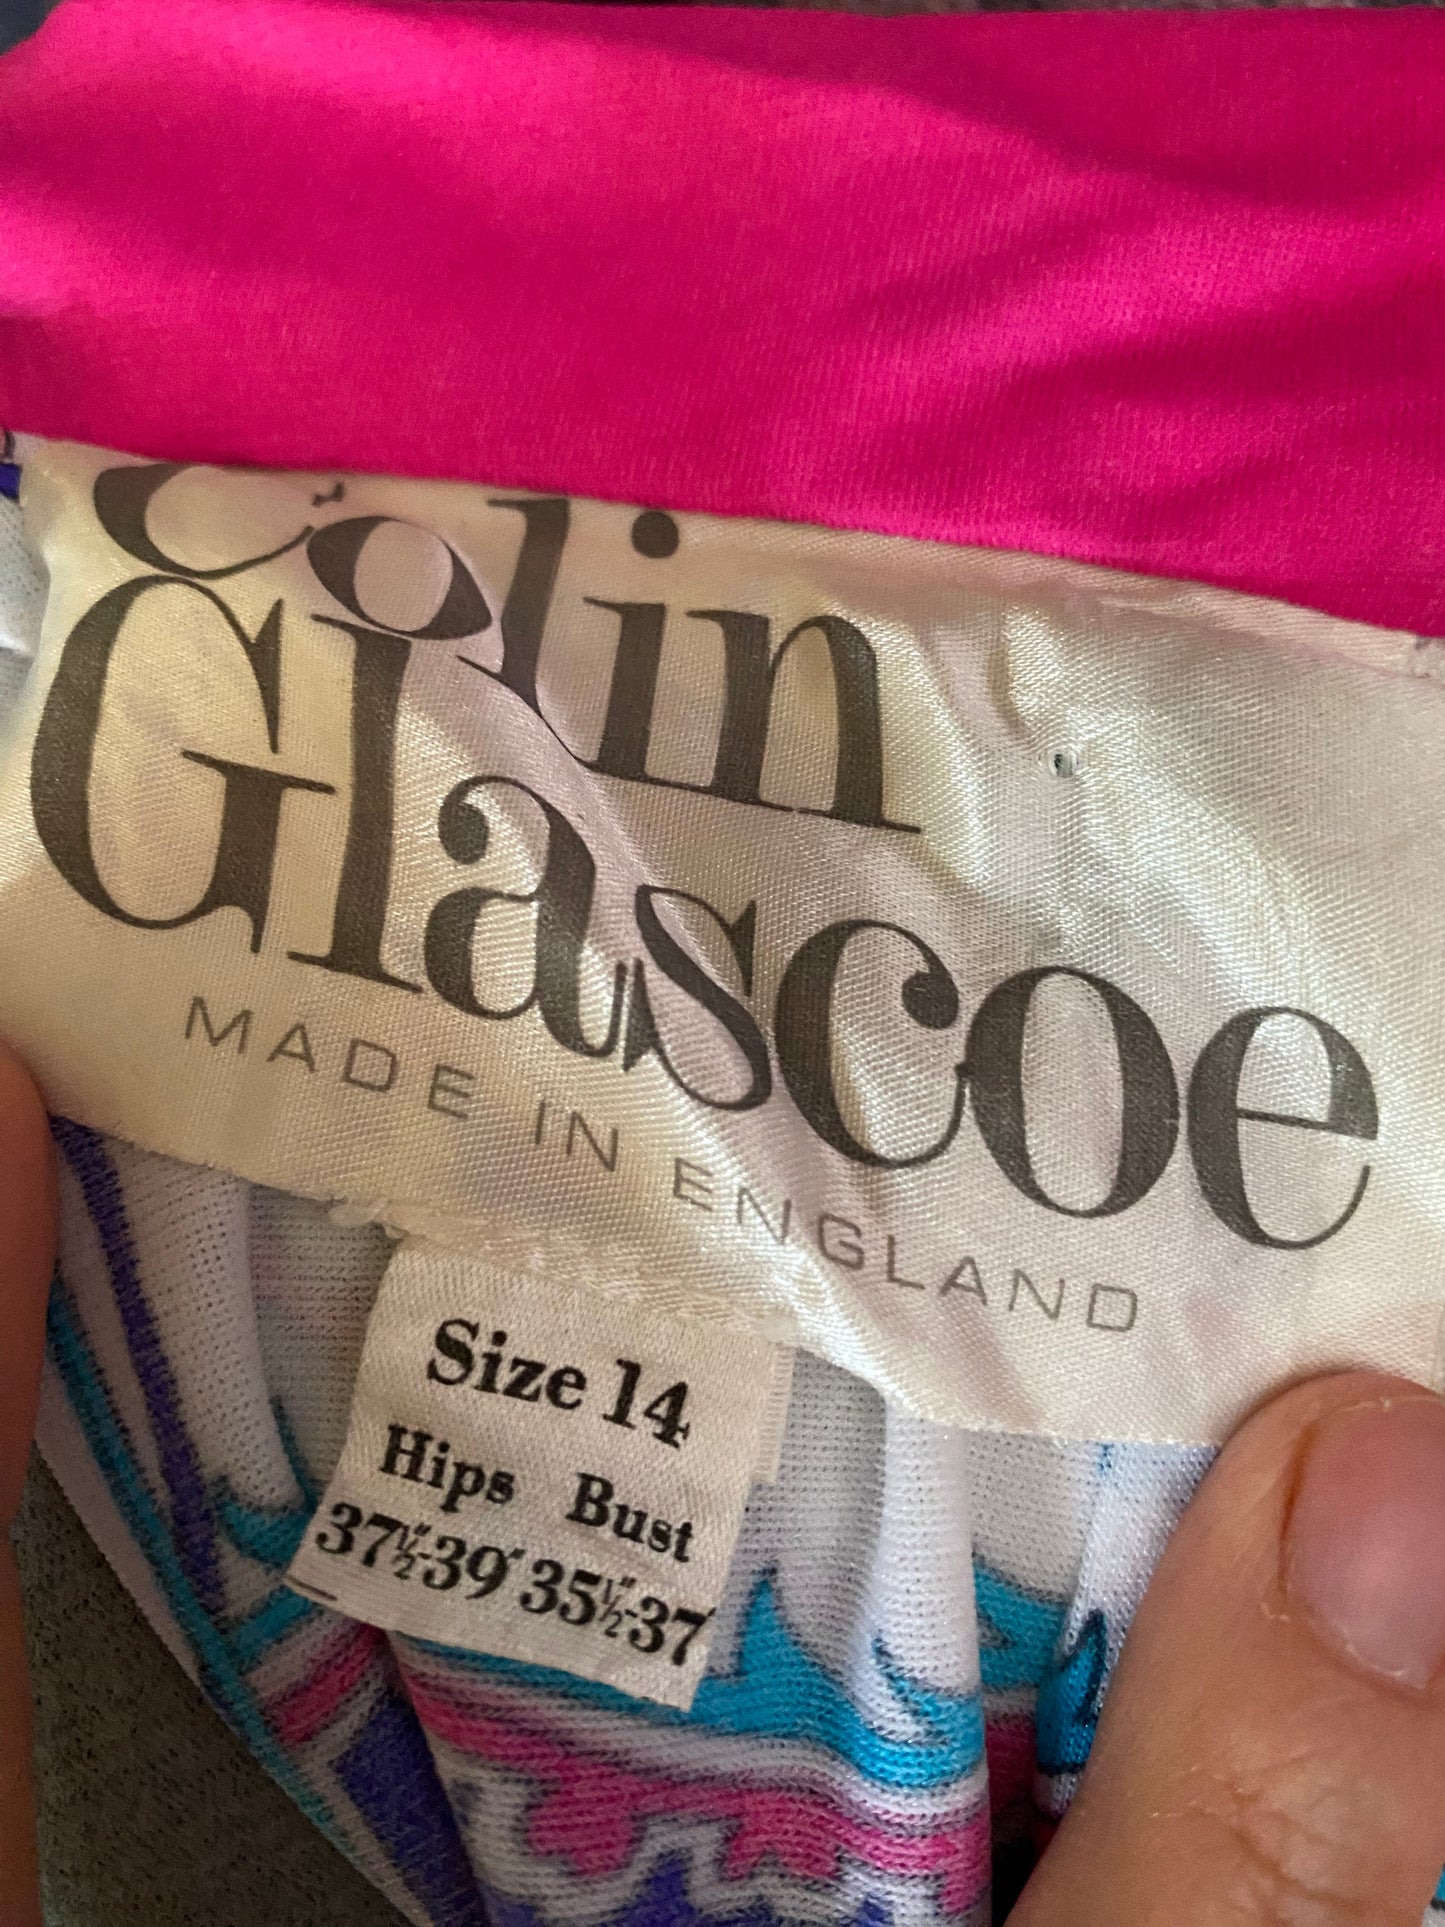 Colin
Glascoe
MADE IN ENGLAND
Size 14
Hips Bust
37½"-39" 35½"-37"